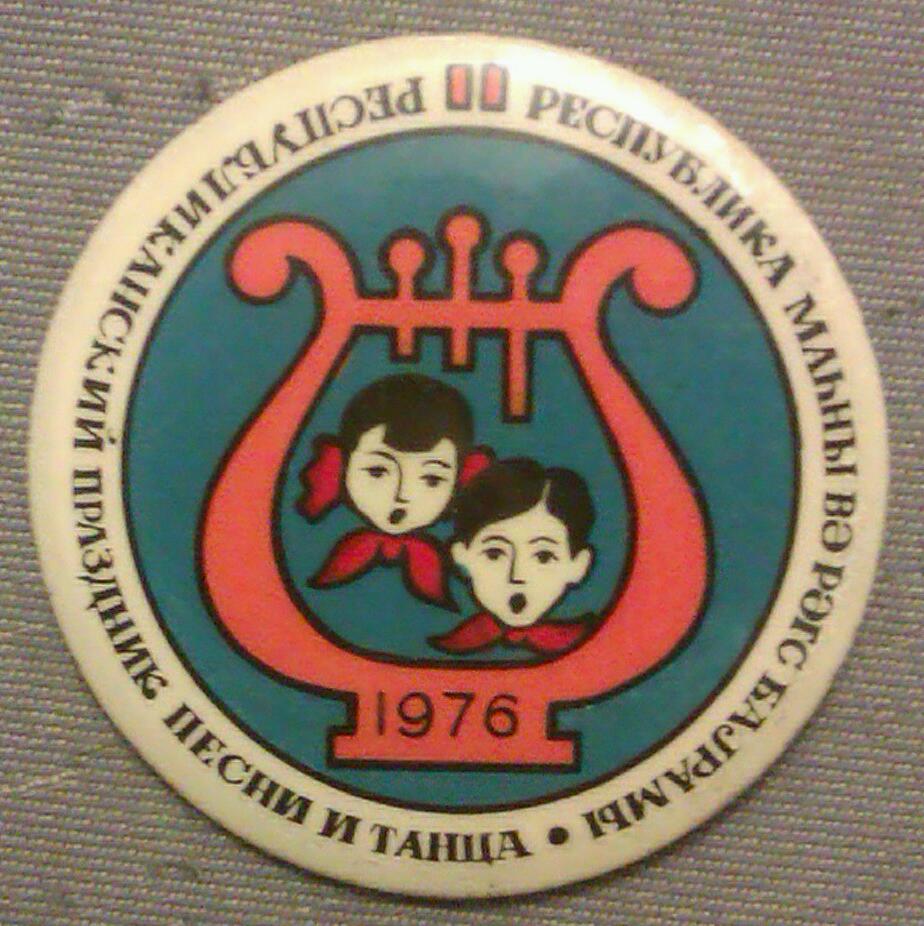 II РЕСПУБЛИКА МАҺНЫ ВӘ РӘГС БАЈРАМЫ
РЕСПУБЛИКАНСКИЙ ПРАЗДНИК ПЕСНИ И ТАНЦА •
1976